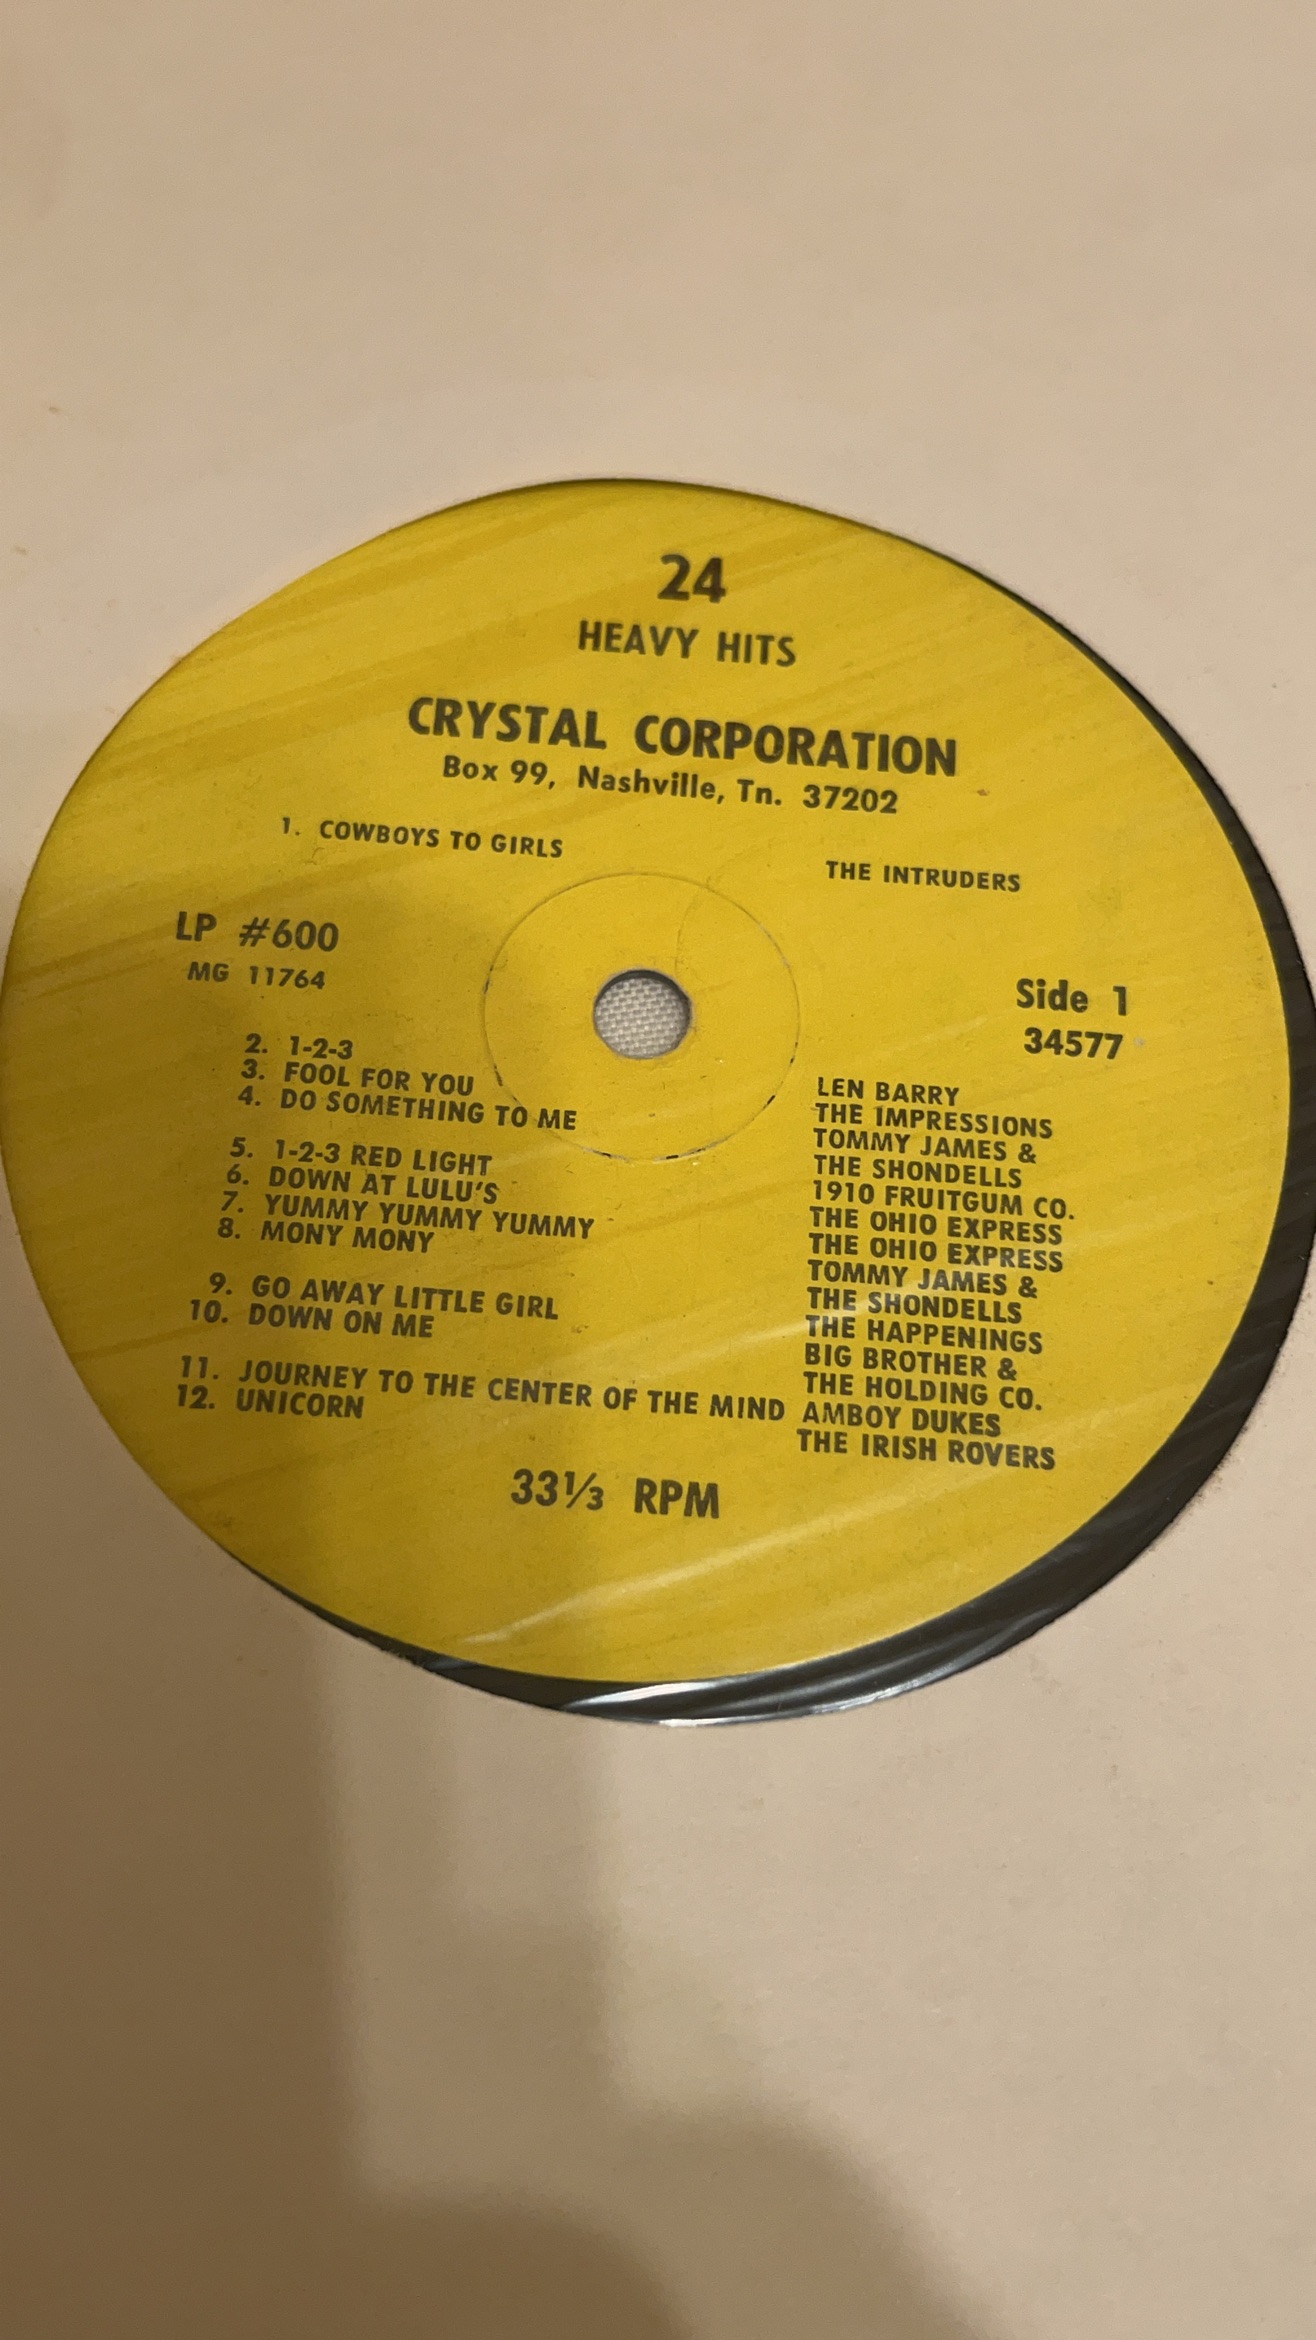 24
HEAVY HITS
CRYSTAL CORPORATION
Box 99, Nashville, Tn. 37202
1. COWBOYS TO GIRLS THE INTRUDERS
LP #600
MG 11764
Side 1
34577
2. 1-2-3 LEN BARRY
3. FOOL FOR YOU THE IMPRESSIONS
4. DO SOMETHING TO ME TOMMY JAMES &
THE SHONDELLS
5. 1-2-3 RED LIGHT 1910 FRUITGUM CO.
6. DOWN AT LULU'S THE OHIO EXPRESS
7. YUMMY YUMMY YUMMY THE OHIO EXPRESS
8. MONY MONY TOMMY JAMES &
THE SHONDELLS
9. GO AWAY LITTLE GIRL THE HAPPENINGS
10. DOWN ON ME BIG BROTHER &
THE HOLDING CO.
11. JOURNEY TO THE CENTER OF THE MIND AMBOY DUKES
12. UNICORN THE IRISH ROVERS
33⅓ RPM